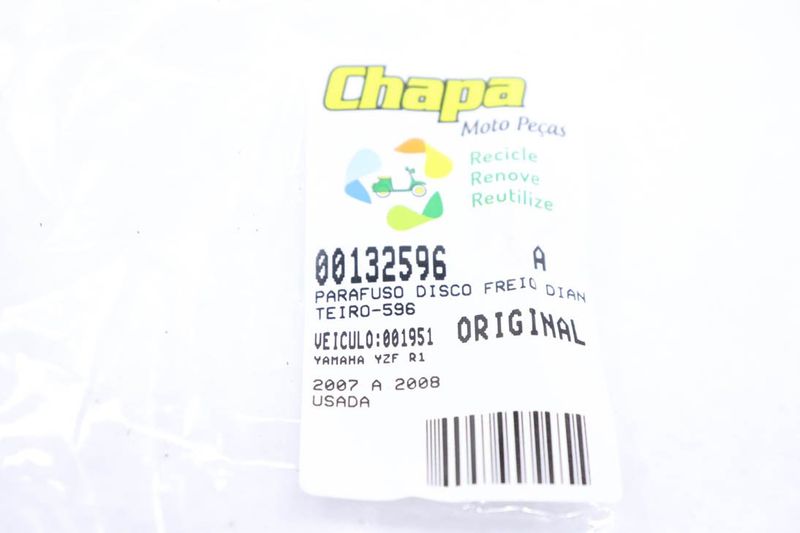 Chapa
Moto Peças
Recicle
Renove
Reutilize
00132596 A
PARAFUSO DISCO FREIO DIAN
TEIRO-596
VEICULO:001951 ORIGINAL
YAMAHA YZF R1
2007 A 2008
USADA